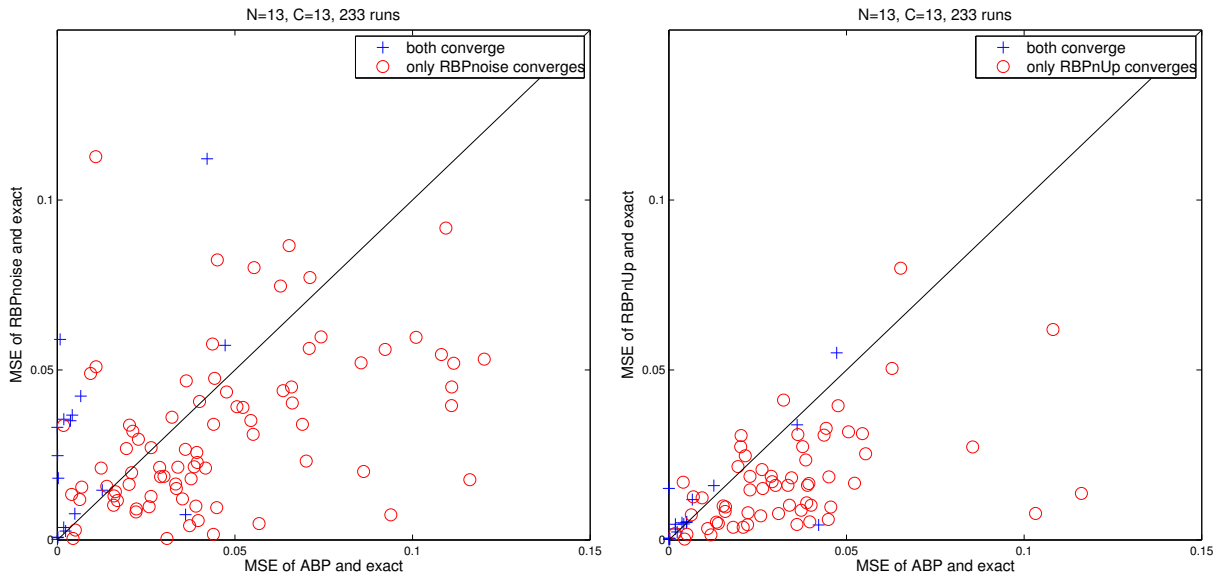 N=13, C=13, 233 runs
both converge
only RBPnoise converges
MSE of RBPnoise and exact
0.1
0.05
0
0
0.05
0.1
0.15
MSE of ABP and exact
N=13, C=13, 233 runs
both converge
only RBPnUp converges
MSE of RBPnUp and exact
0.1
0.05
0
0
0.05
0.1
0.15
MSE of ABP and exact